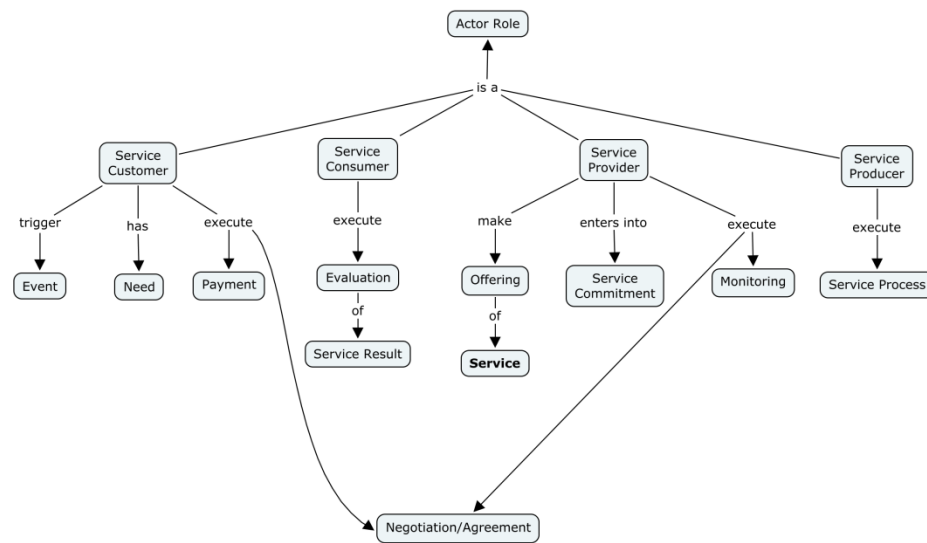 Actor Role
is a
Service
Customer
Service
Consumer
Service
Provider
Service
Producer
trigger
has
execute
execute
make
enters into
execute
execute
Event
Need
Payment
Evaluation
Offering
Service
Commitment
Monitoring
Service Process
of
of
Service Result
Service
Negotiation/Agreement